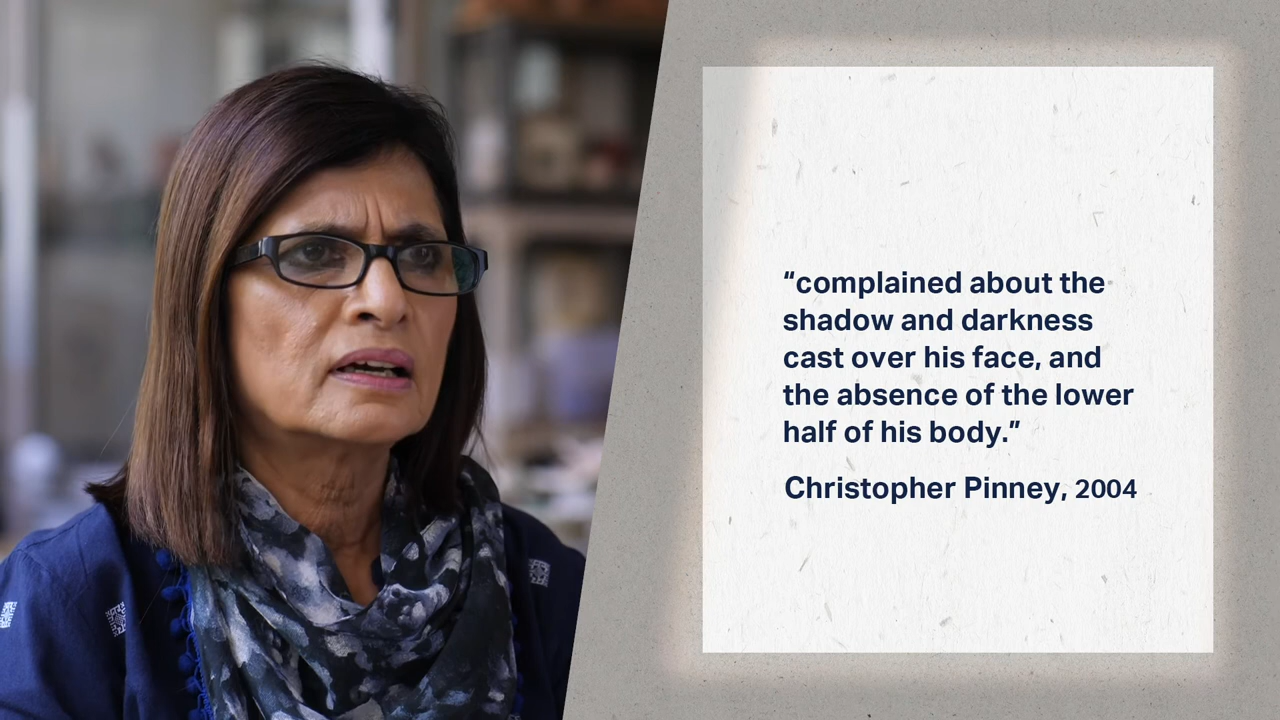 “complained about the
shadow and darkness
cast over his face, and
the absence of the lower
half of his body.”
Christopher Pinney, 2004